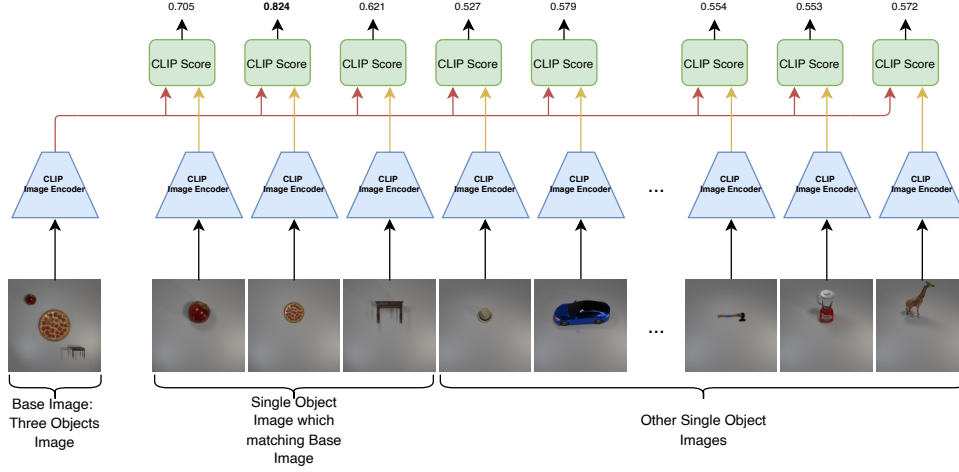 0.705 0.824 0.621 0.527 0.579 0.554 0.553 0.572
CLIP Score CLIP Score CLIP Score CLIP Score CLIP Score CLIP Score CLIP Score CLIP Score
CLIP CLIP CLIP CLIP CLIP CLIP CLIP CLIP CLIP
Image Encoder Image Encoder Image Encoder Image Encoder Image Encoder Image Encoder ... Image Encoder Image Encoder Image Encoder
...
Base Image:
Three Objects
Image
Single Object
Image which
matching Base
Image
Other Single Object
Images